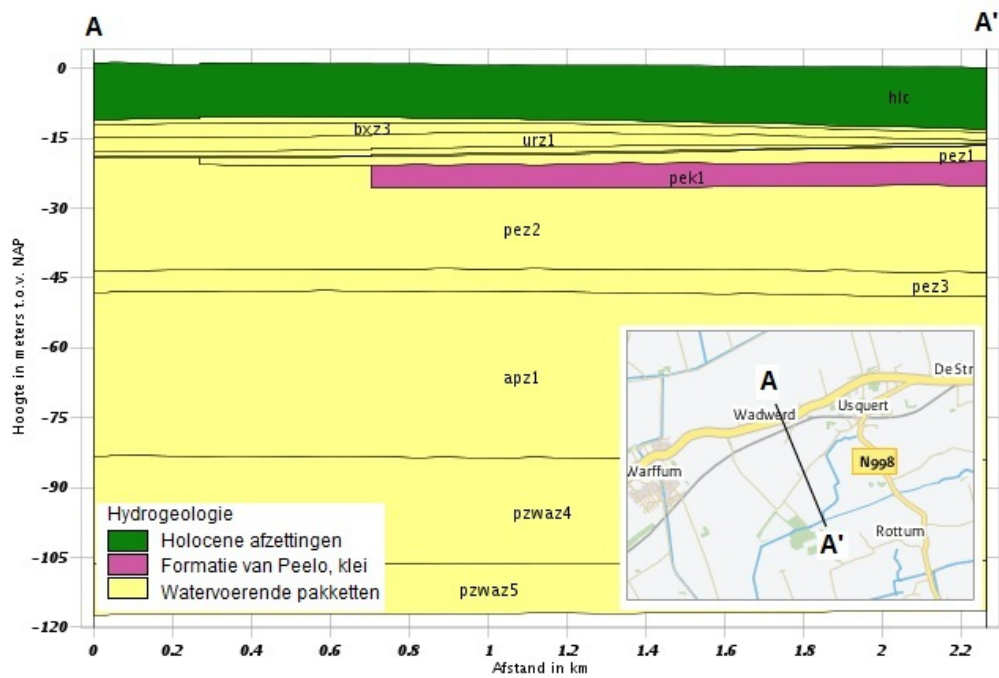 A
A'
0
-15
-30
-45
-60
-75
-90
-105
-120
Hoogte in meters t.o.v. NAP
hlc
bxz3
urz1
pez1
pek1
pez2
pez3
apz1
pzwaz4
pzwaz5
Hydrogeologie
Holocene afzettingen
Formatie van Peelo, klei
Watervoerende pakketten
A
De Str
Wadwerd
Usquert
N998
Warffum
Rottum
A'
0
0.2
0.4
0.6
0.8
1
1.2
1.4
1.6
1.8
2
2.2
Afstand in km